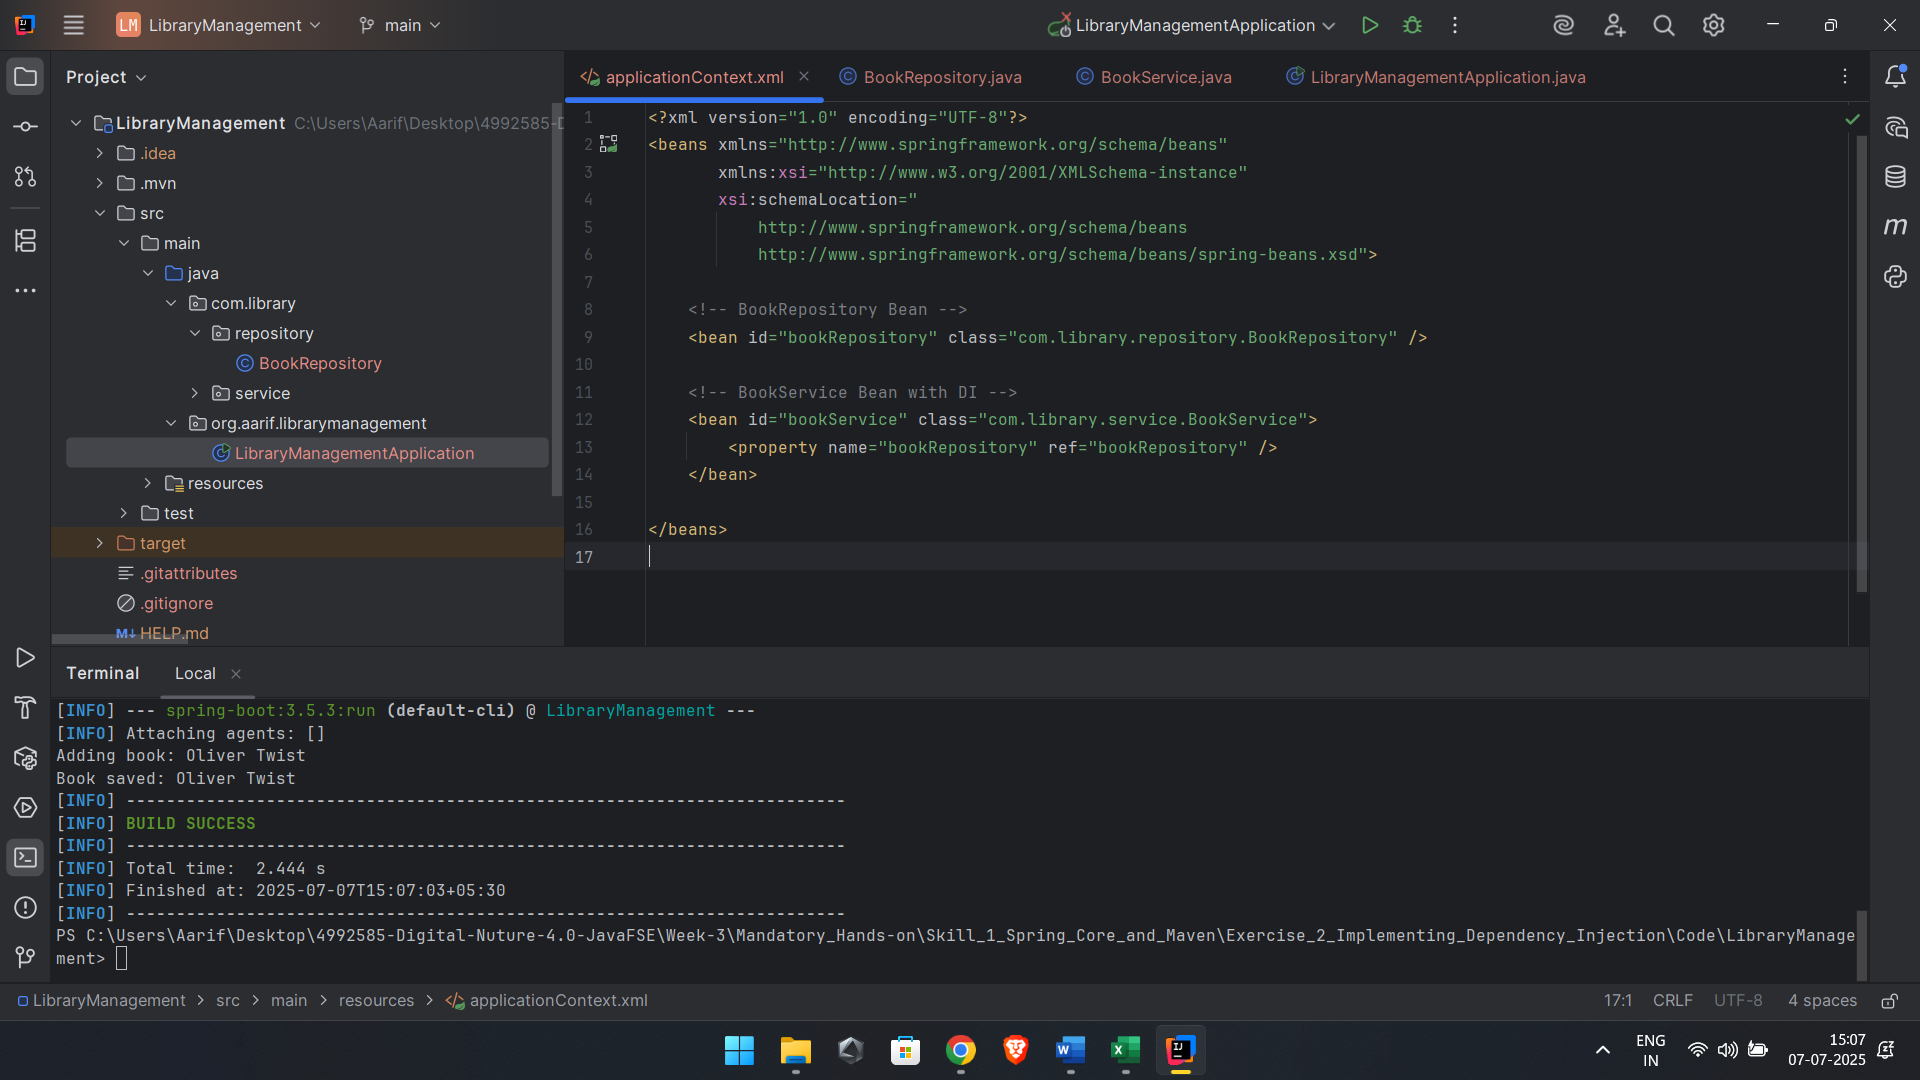 LM LibraryManagement
main
LibraryManagementApplication
Project
LibraryManagement C:\Users\Aarif\Desktop\4992585-D
.idea
.mvn
src
main
java
com.library
repository
BookRepository
service
org.aarif.librarymanagement
LibraryManagementApplication
resources
test
target
.gitattributes
.gitignore
M↓ HELP.md
applicationContext.xml
BookRepository.java
BookService.java
LibraryManagementApplication.java
1 <?xml version="1.0" encoding="UTF-8"?>
2 <beans xmlns="http://www.springframework.org/schema/beans"
3 xmlns:xsi="http://www.w3.org/2001/XMLSchema-instance"
4 xsi:schemaLocation="
5 http://www.springframework.org/schema/beans
6 http://www.springframework.org/schema/beans/spring-beans.xsd">
7
8 <!-- BookRepository Bean -->
9 <bean id="bookRepository" class="com.library.repository.BookRepository" />
10
11 <!-- BookService Bean with DI -->
12 <bean id="bookService" class="com.library.service.BookService">
13 <property name="bookRepository" ref="bookRepository" />
14 </bean>
15
16 </beans>
17
Terminal Local
[INFO] --- spring-boot:3.5.3:run (default-cli) @ LibraryManagement ---
[INFO] Attaching agents: []
Adding book: Oliver Twist
Book saved: Oliver Twist
[INFO] ------------------------------------------------------------------------
[INFO] BUILD SUCCESS
[INFO] ------------------------------------------------------------------------
[INFO] Total time:  2.444 s
[INFO] Finished at: 2025-07-07T15:07:03+05:30
[INFO] ------------------------------------------------------------------------
PS C:\Users\Aarif\Desktop\4992585-Digital-Nuture-4.0-JavaFSE\Week-3\Mandatory_Hands-on\Skill_1_Spring_Core_and_Maven\Exercise_2_Implementing_Dependency_Injection\Code\LibraryManage
ment>
LibraryManagement > src > main > resources > applicationContext.xml
17:1 CRLF UTF-8 4 spaces
ENG
IN
15:07
07-07-2025